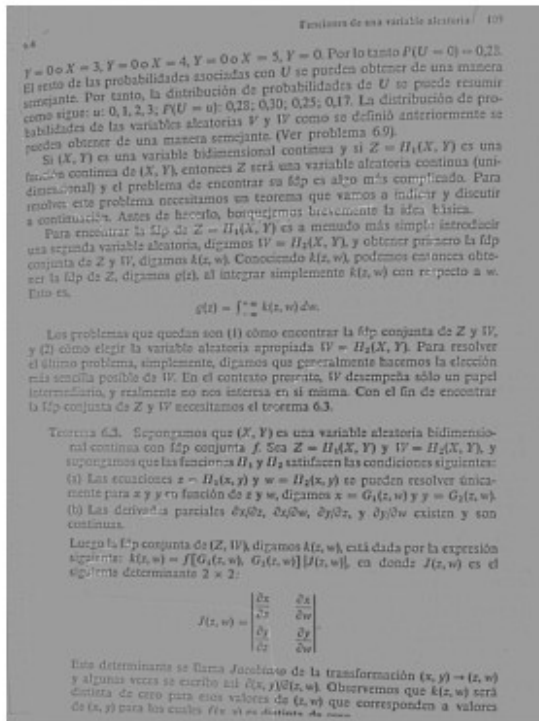 Funciones de una variable aleatoria 109
6.4
Y = 0 o X = 3, Y = 0 o X = 4, Y = 0 o X = 5, Y = 0. Por lo tanto P(U = 0) = 0,28.
El resto de las probabilidades asociadas con U se pueden obtener de una manera
semejante. Por tanto, la distribución de probabilidades de U se puede resumir
como sigue: u: 0, 1, 2, 3; P(U = u): 0,28; 0,30; 0,25; 0,17. La distribución de pro-
babilidades de las variables aleatorias V y W como se definió anteriormente se
pueden obtener de una manera semejante. (Ver problema 6.9).
Si (X, Y) es una variable bidimensional continua y si Z = H₁(X, Y) es una
función continua de (X, Y), entonces Z será una variable aleatoria continua (uni-
dimensional) y el problema de encontrar su fdp es algo más complicado. Para
resolver este problema necesitamos un teorema que vamos a indicar y discutir
a continuación. Antes de hacerlo, bosquejemos brevemente la idea básica.
Para encontrar la fdp de Z = H₁(X, Y) es a menudo más simple introducir
una segunda variable aleatoria, digamos W = H₂(X, Y), y obtener primero la fdp
conjunta de Z y W, digamos k(z, w). Conociendo k(z, w), podemos entonces obte-
ner la fdp de Z, digamos g(z), al integrar simplemente k(z, w) con respecto a w.
Esto es,
g(z) = ∫₋∞⁺∞ k(z, w) dw.
Los problemas que quedan son (1) cómo encontrar la fdp conjunta de Z y W,
y (2) cómo elegir la variable aleatoria apropiada W = H₂(X, Y). Para resolver
el último problema, simplemente, digamos que generalmente hacemos la elección
más sencilla posible de W. En el contexto presente, W desempeña sólo un papel
intermediario, y realmente no nos interesa en sí misma. Con el fin de encontrar
la fdp conjunta de Z y W necesitamos el teorema 6.3.
Teorema 6.3. Supongamos que (X, Y) es una variable aleatoria bidimensio-
nal continua con fdp conjunta f. Sea Z = H₁(X, Y) y W = H₂(X, Y), y
supongamos que las funciones H₁ y H₂ satisfacen las condiciones siguientes:
(a) Las ecuaciones z = H₁(x, y) y w = H₂(x, y) se pueden resolver única-
mente para x y y en función de z y w, digamos x = G₁(z, w) y y = G₂(z, w).
(b) Las derivadas parciales ∂x/∂z, ∂x/∂w, ∂y/∂z, y ∂y/∂w existen y son
continuas.
Luego la fdp conjunta de (Z, W), digamos k(z, w), está dada por la expresión
siguiente: k(z, w) = f[G₁(z, w), G₂(z, w)] |J(z, w)|, en donde J(z, w) es el
siguiente determinante 2 × 2:
∂x ∂x
∂z ∂w
J(z, w) =
∂y ∂y
∂z ∂w
Este determinante se llama Jacobiano de la transformación (x, y) → (z, w)
y algunas veces se escribe así ∂(x, y)/∂(z, w). Observemos que k(z, w) será
distinta de cero para esos valores de (z, w) que corresponden a valores
de (x, y) para los cuales f(x, y) es distinta de cero